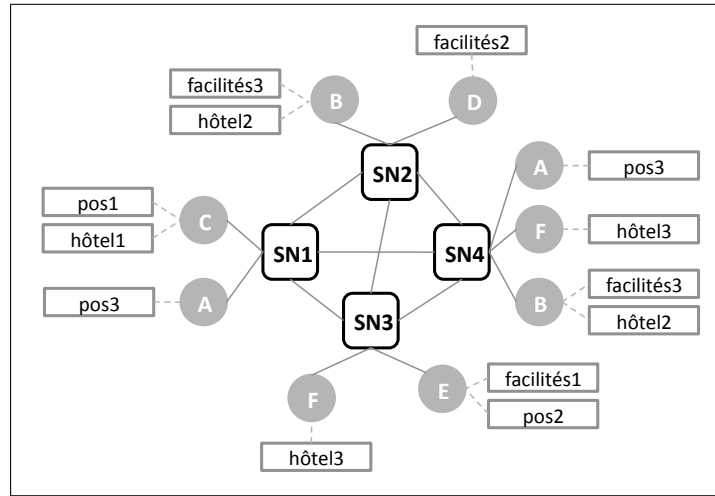 facilités2
facilités3
B
D
hôtel2
SN2
A
pos3
pos1
C
hôtel1
F
hôtel3
SN1
SN4
facilités3
pos3
A
B
hôtel2
SN3
facilités1
F
E
pos2
hôtel3